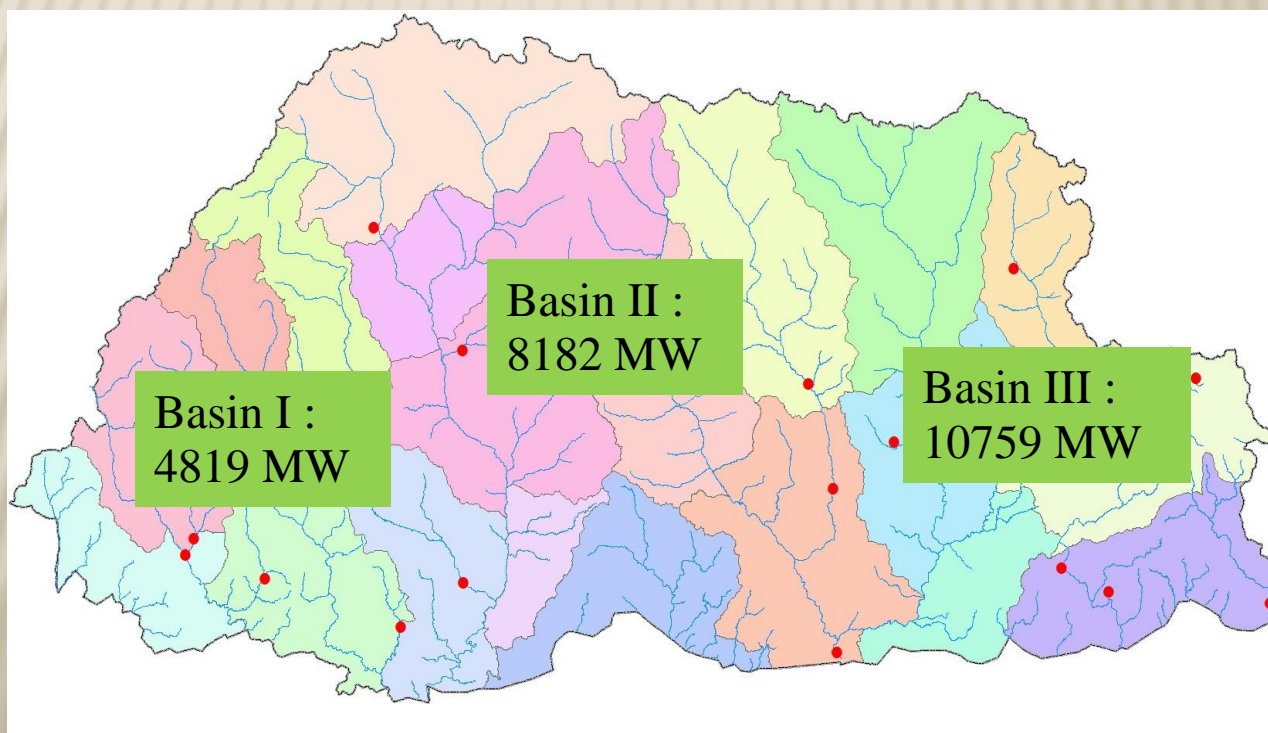 Basin I :
4819 MW
Basin II :
8182 MW
Basin III :
10759 MW